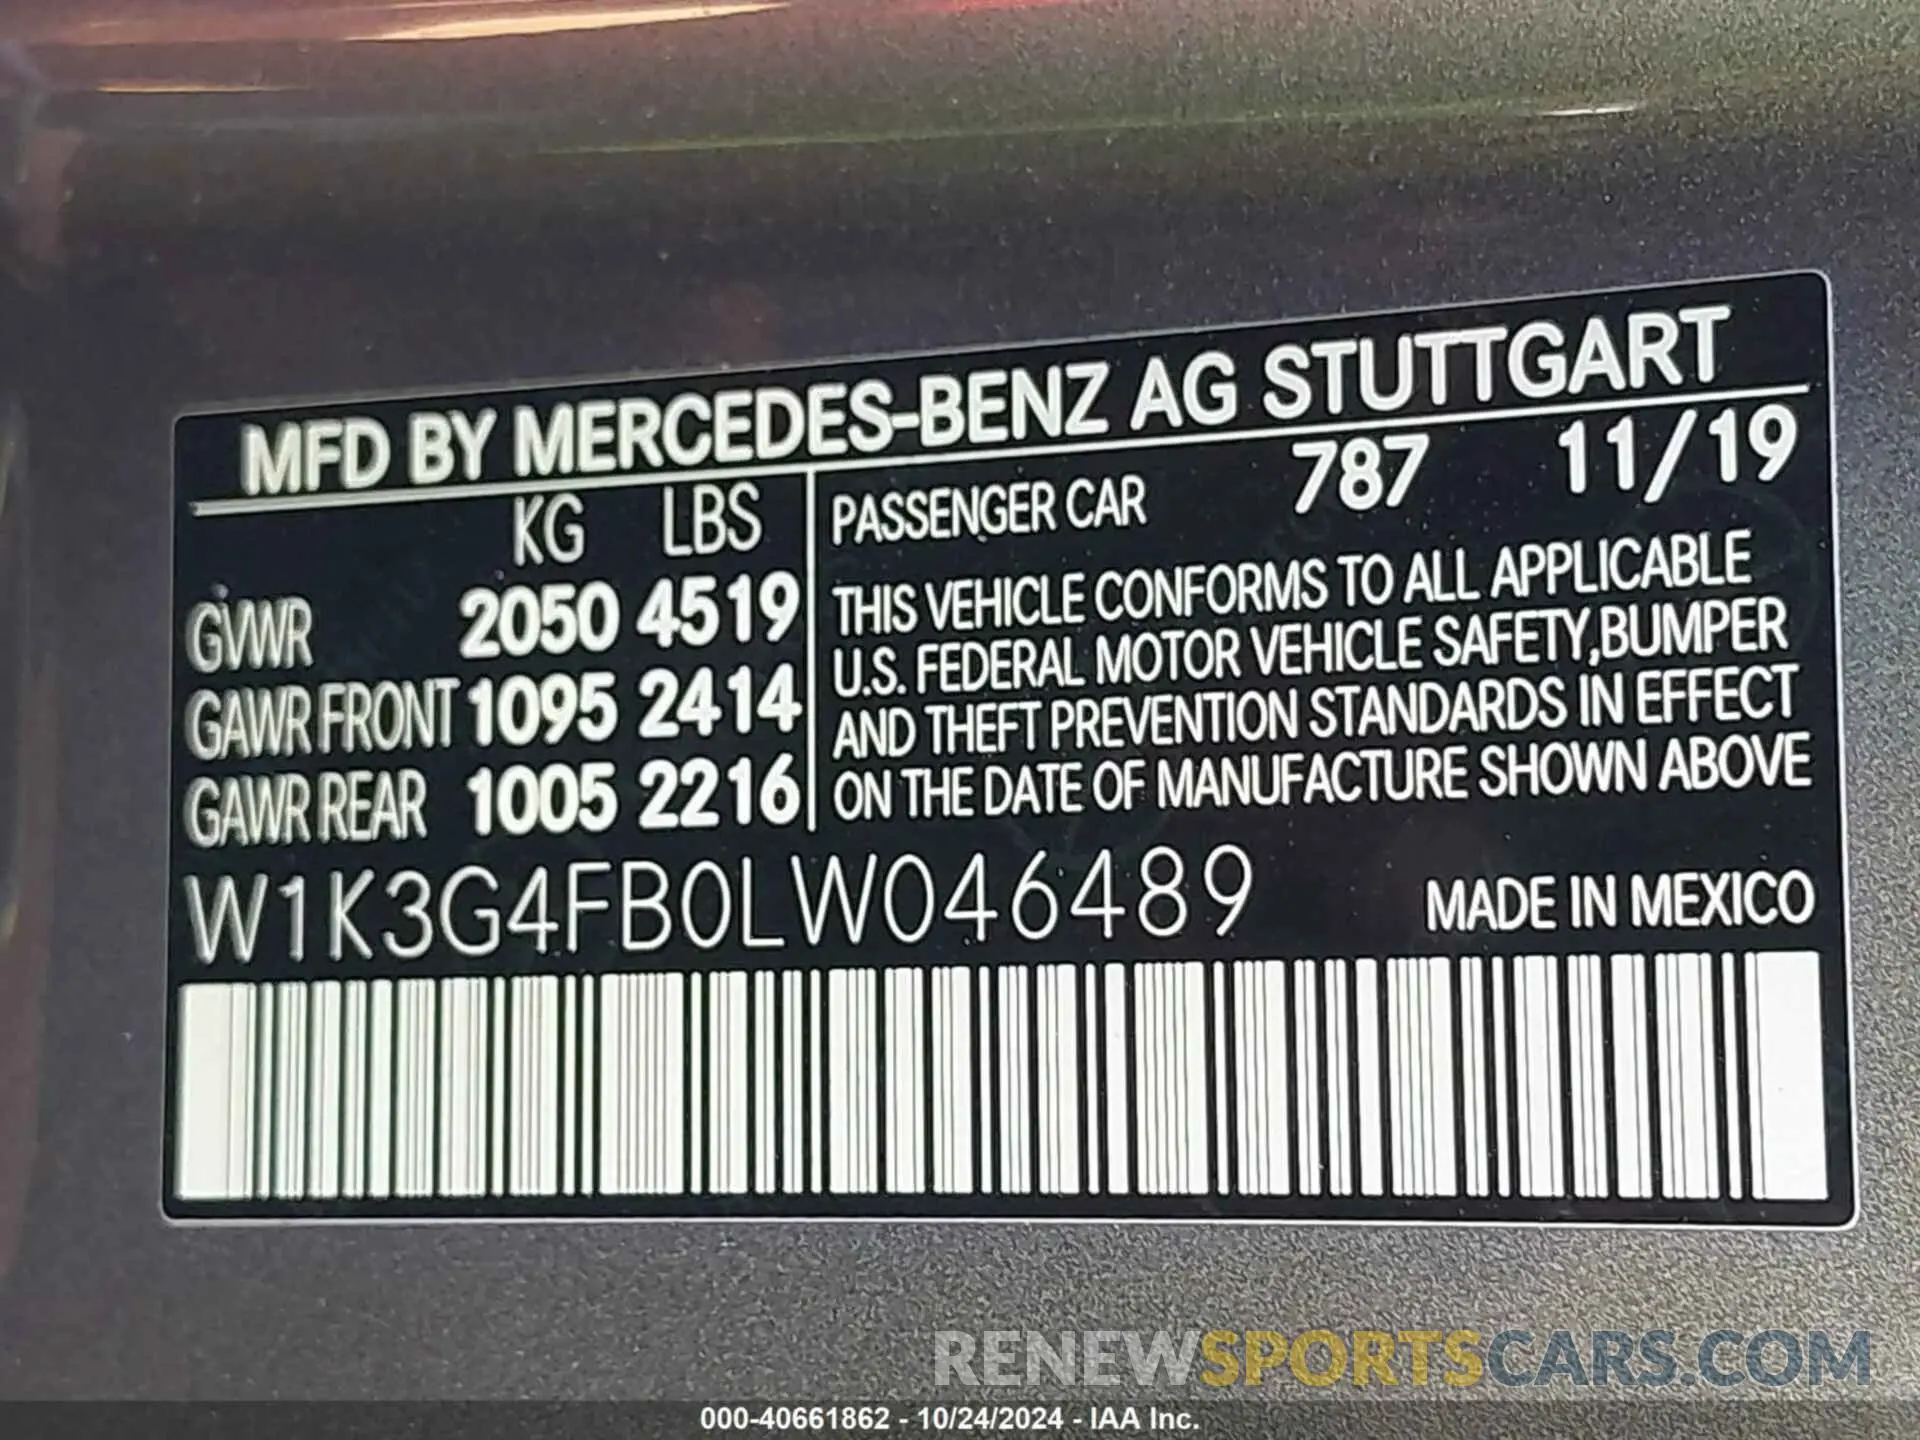 MFD BY MERCEDES-BENZ AG STUTTGART
KG LBS
GVWR 2050 4519
GAWR FRONT 1095 2414
GAWR REAR 1005 2216
PASSENGER CAR 787 11/19
THIS VEHICLE CONFORMS TO ALL APPLICABLE
U.S. FEDERAL MOTOR VEHICLE SAFETY,BUMPER
AND THEFT PREVENTION STANDARDS IN EFFECT
ON THE DATE OF MANUFACTURE SHOWN ABOVE
W1K3G4FB0LW046489 MADE IN MEXICO
RENEWSPORTSCARS.COM
000-40661862 - 10/24/2024 - IAA Inc.